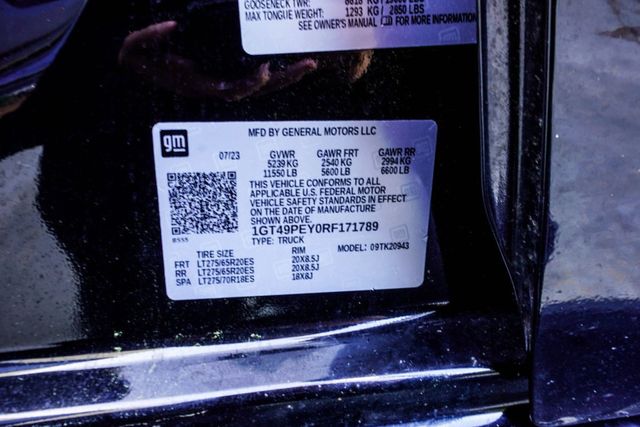 GOOSENECK TWR:
MAX TONGUE WEIGHT: 1293 KG / 2850 LBS
SEE OWNER'S MANUAL FOR MORE INFORMATION
gm
MFD BY GENERAL MOTORS LLC
07/23 GVWR GAWR FRT GAWR RR
5239 KG 2540 KG 2994 KG
11550 LB 5600 LB 6600 LB
THIS VEHICLE CONFORMS TO ALL
APPLICABLE U.S. FEDERAL MOTOR
VEHICLE SAFETY STANDARDS IN EFFECT
ON THE DATE OF MANUFACTURE
SHOWN ABOVE.
1GT49PEY0RF171789
TYPE: TRUCK MODEL: 09TK20943
TIRE SIZE RIM
FRT LT275/65R20ES 20X8.5J
RR LT275/65R20ES 20X8.5J
SPA LT275/70R18ES 18X8J